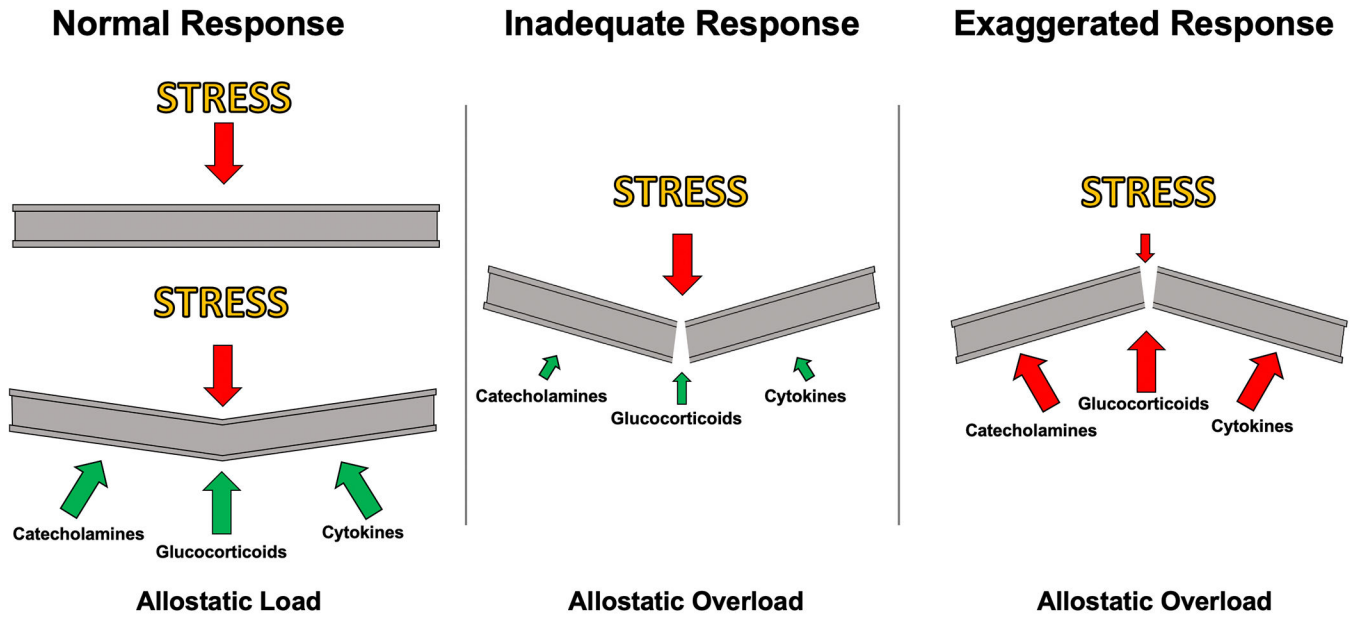 Normal Response
STRESS
STRESS
Catecholamines
Glucocorticoids
Cytokines
Allostatic Load
Inadequate Response
STRESS
Catecholamines
Glucocorticoids
Cytokines
Allostatic Overload
Exaggerated Response
STRESS
Catecholamines
Glucocorticoids
Cytokines
Allostatic Overload